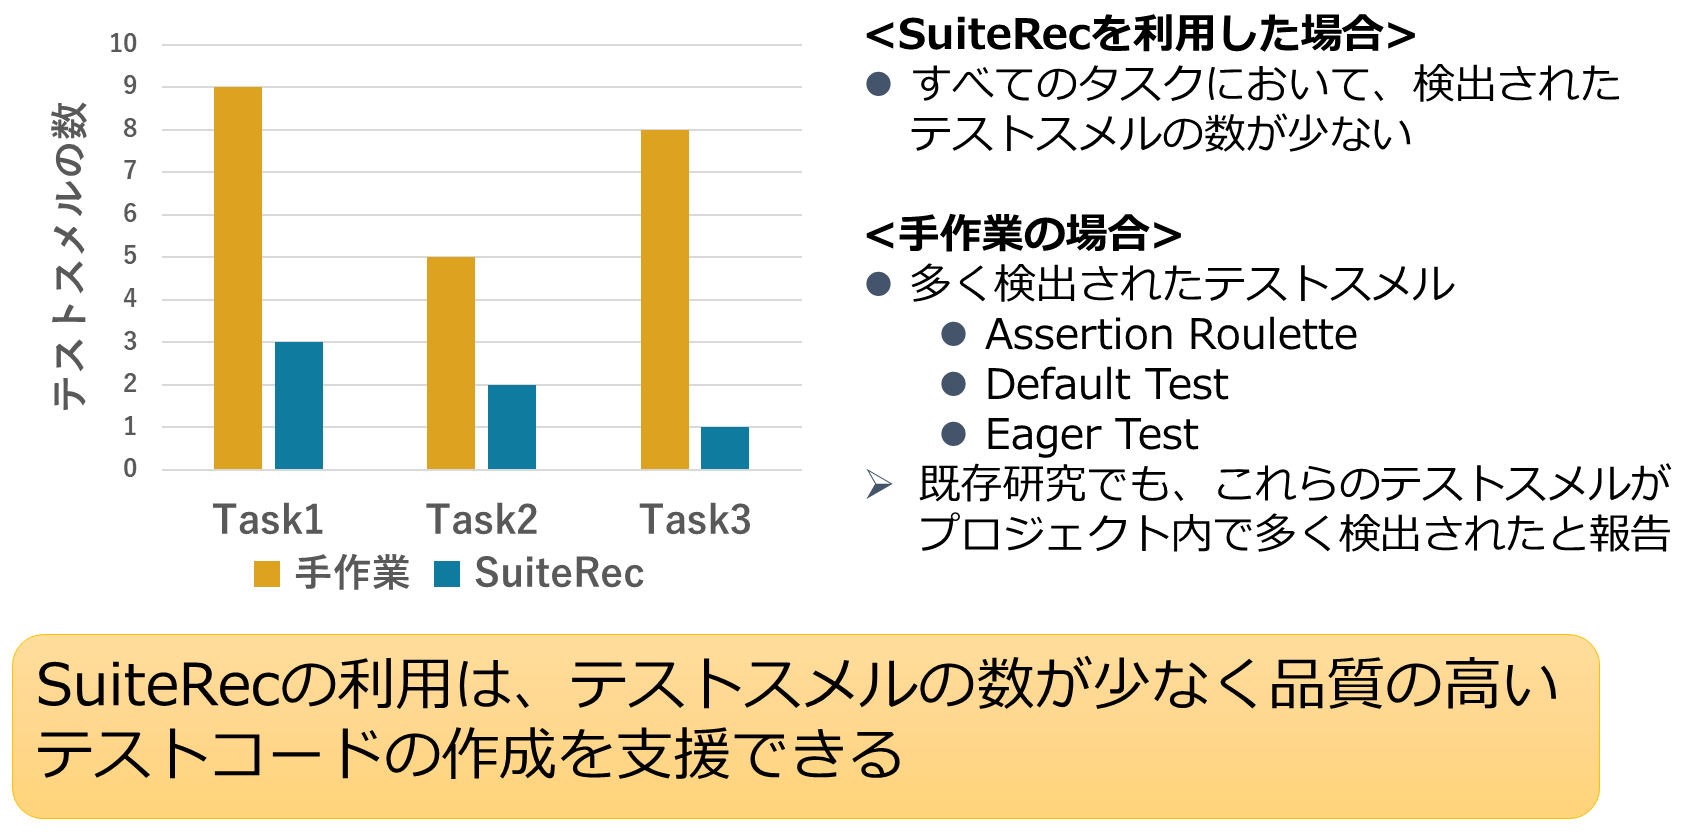 10
9
8
7
6
5
4
3
2
1
0
テストスメルの数
Task1
Task2
Task3
手作業
SuiteRec
<SuiteRecを利用した場合>
すべてのタスクにおいて、検出された
テストスメルの数が少ない
<手作業の場合>
多く検出されたテストスメル
Assertion Roulette
Default Test
Eager Test
既存研究でも、これらのテストスメルが
プロジェクト内で多く検出されたと報告
SuiteRecの利用は、テストスメルの数が少なく品質の高い
テストコードの作成を支援できる